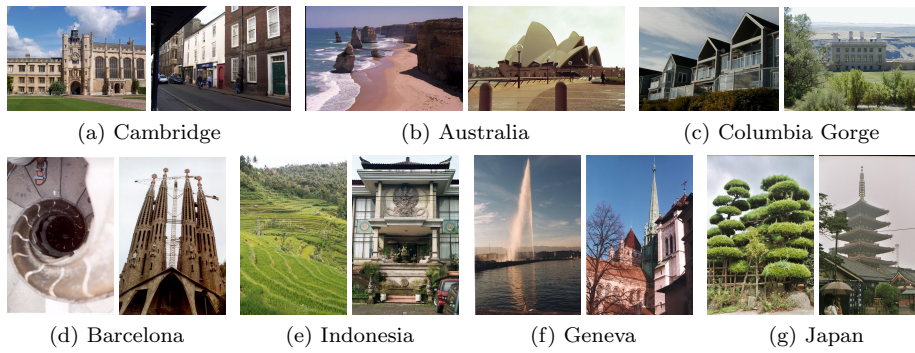 (a) Cambridge
(b) Australia
(c) Columbia Gorge
(d) Barcelona
(e) Indonesia
(f) Geneva
(g) Japan